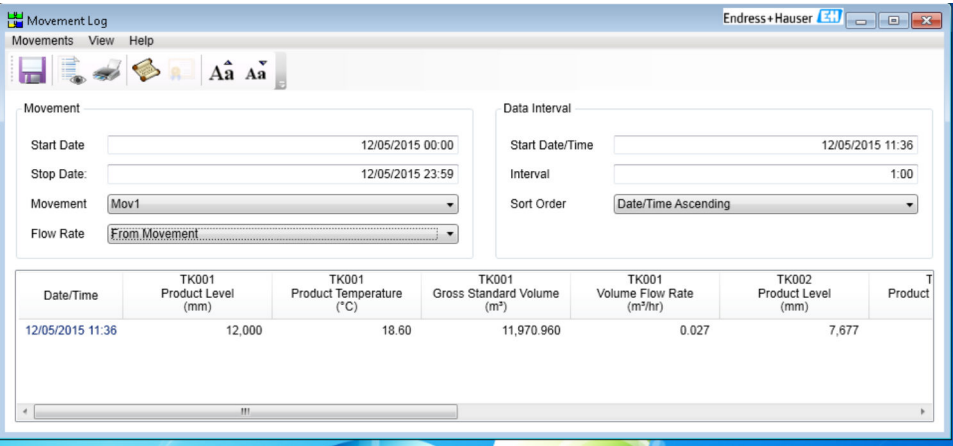 Movement Log
Endress+Hauser EH
Movements View Help
Aa Aa
Movement
Start Date 12/05/2015 00:00
Stop Date: 12/05/2015 23:59
Movement Mov1
Flow Rate From Movement
Data Interval
Start Date/Time 12/05/2015 11:36
Interval 1:00
Sort Order Date/Time Ascending
TK001 TK001 TK001 TK001 TK002 T
Date/Time Product Level Product Temperature Gross Standard Volume Volume Flow Rate Product Level Product
(mm) (°C) (m³) (m³/hr) (mm)
12/05/2015 11:36 12,000 18.60 11,970.960 0.027 7,677